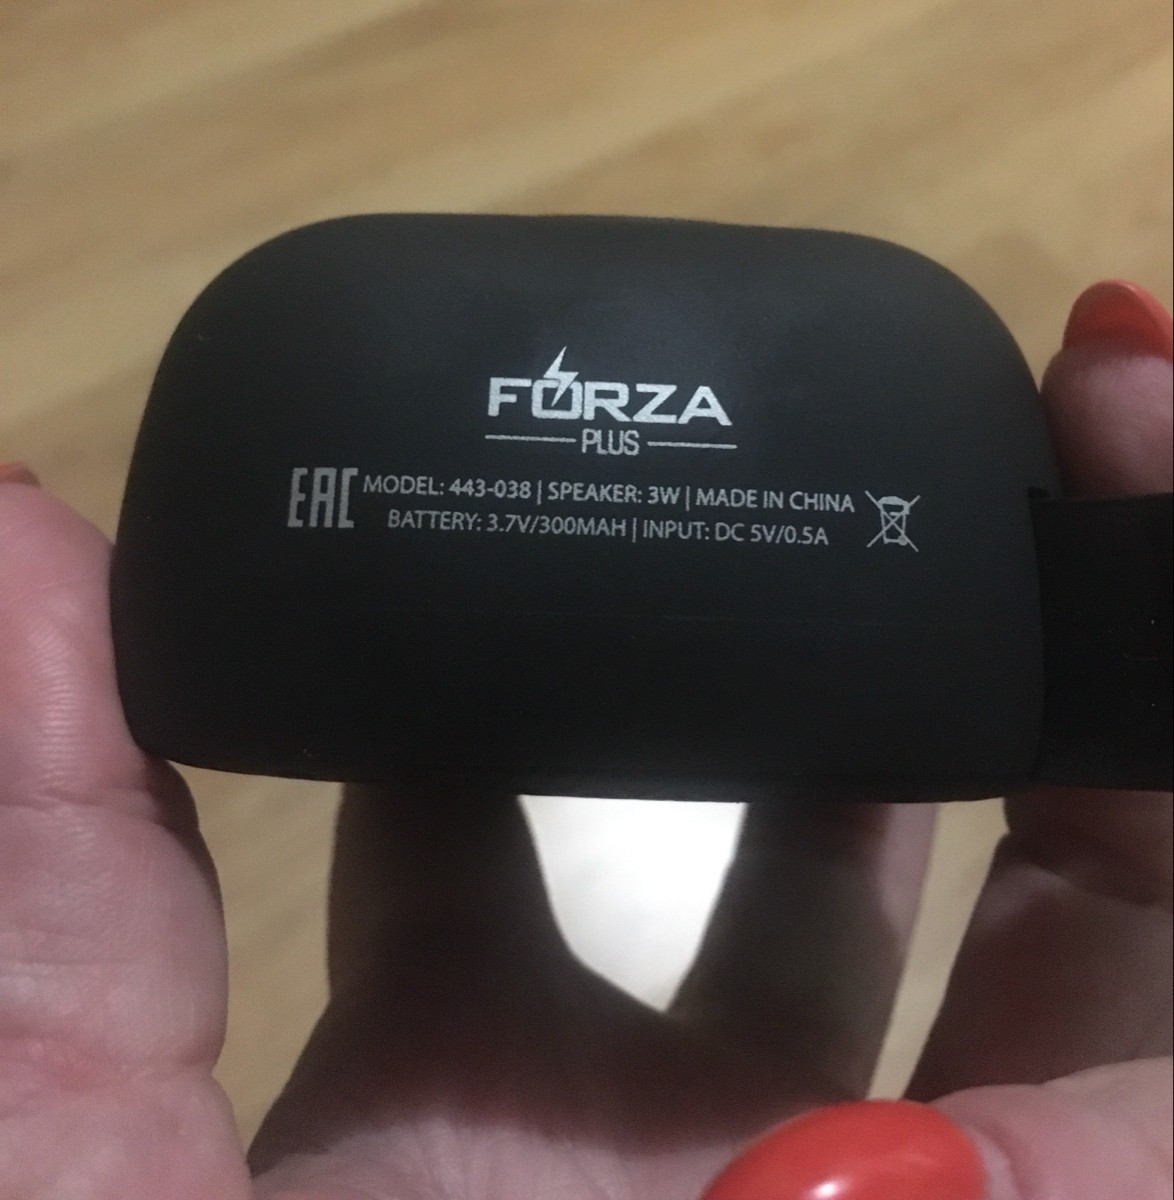 FORZA
PLUS
EAC MODEL: 443-038 | SPEAKER: 3W | MADE IN CHINA
BATTERY: 3.7V/300MAH | INPUT: DC 5V/0.5A